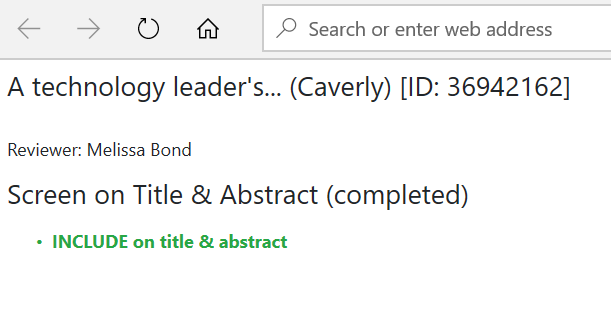 Search or enter web address
A technology leader's... (Caverly) [ID: 36942162]
Reviewer: Melissa Bond
Screen on Title & Abstract (completed)
• INCLUDE on title & abstract